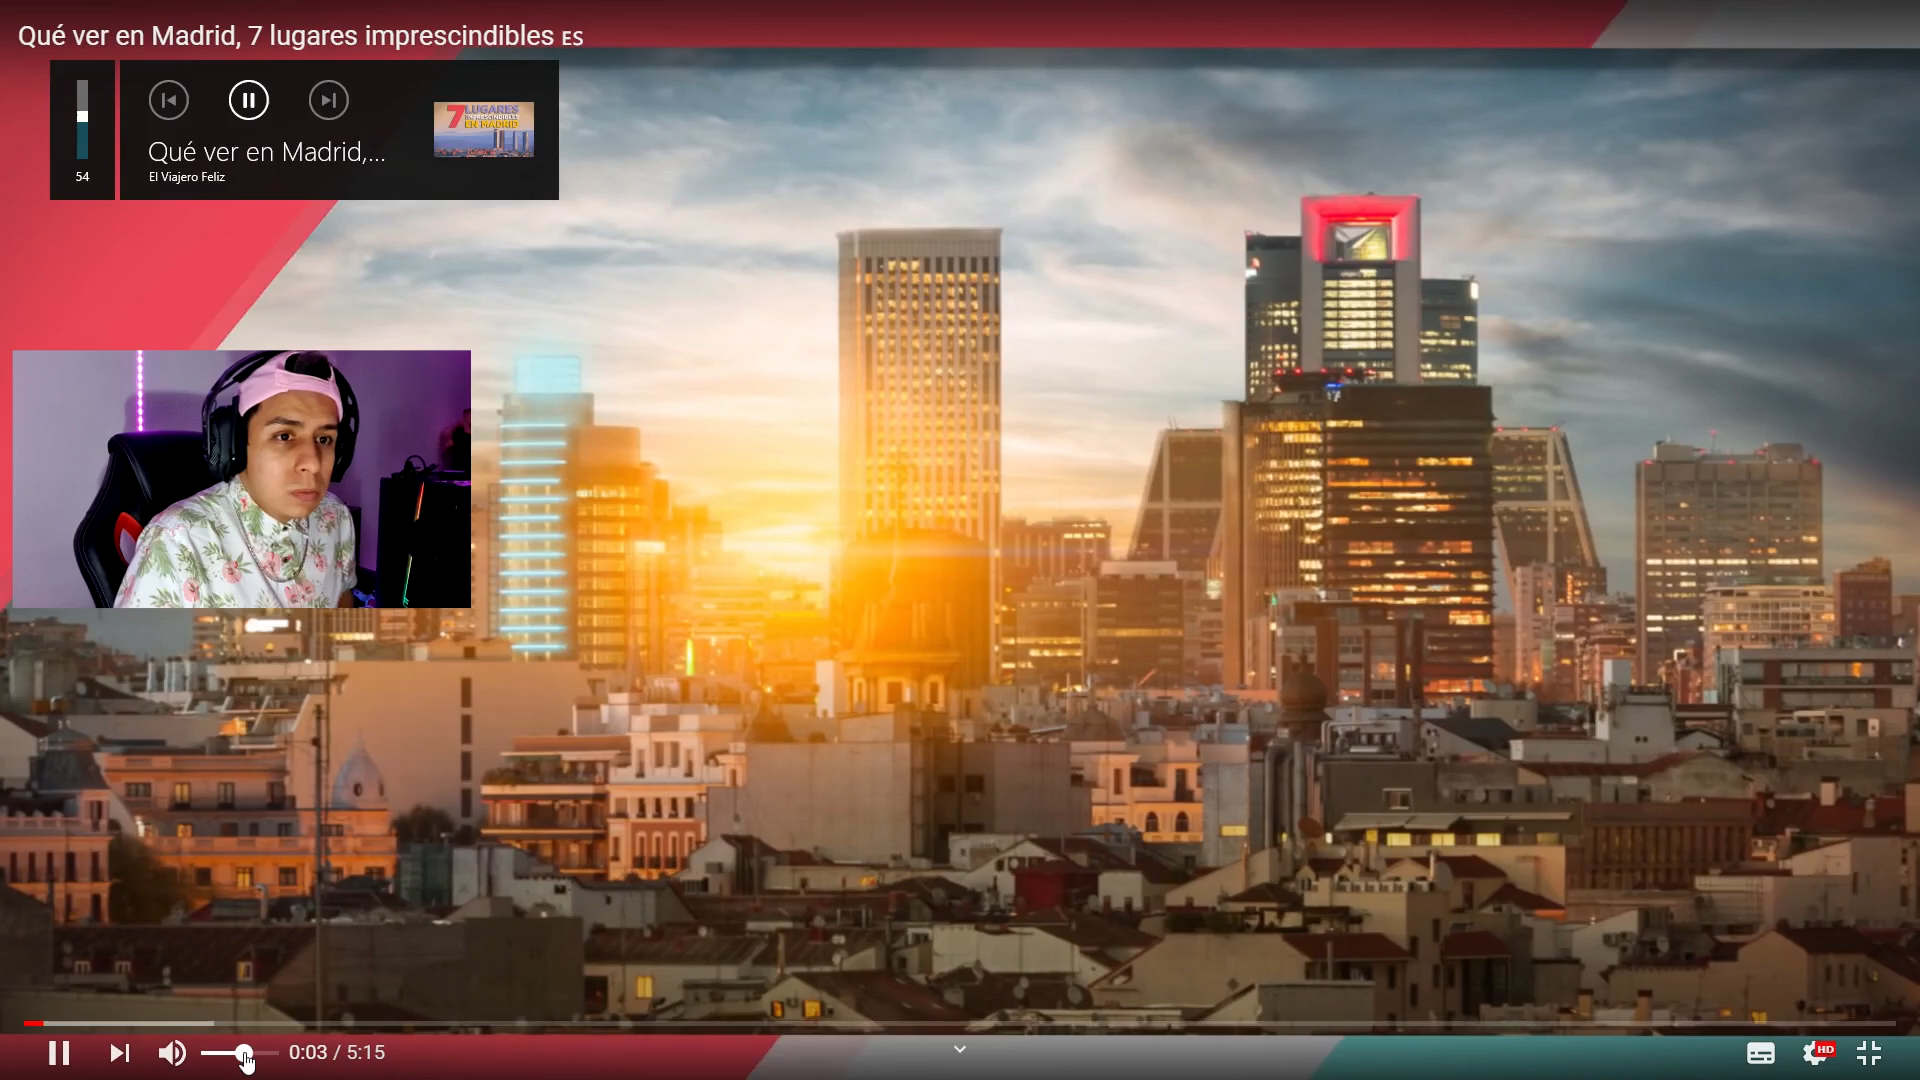 Qué ver en Madrid, 7 lugares imprescindibles ES
54
Qué ver en Madrid,...
El Viajero Feliz
7 LUGARES
IMPRESCINDIBLES
EN MADRID
0:03 / 5:15
HD